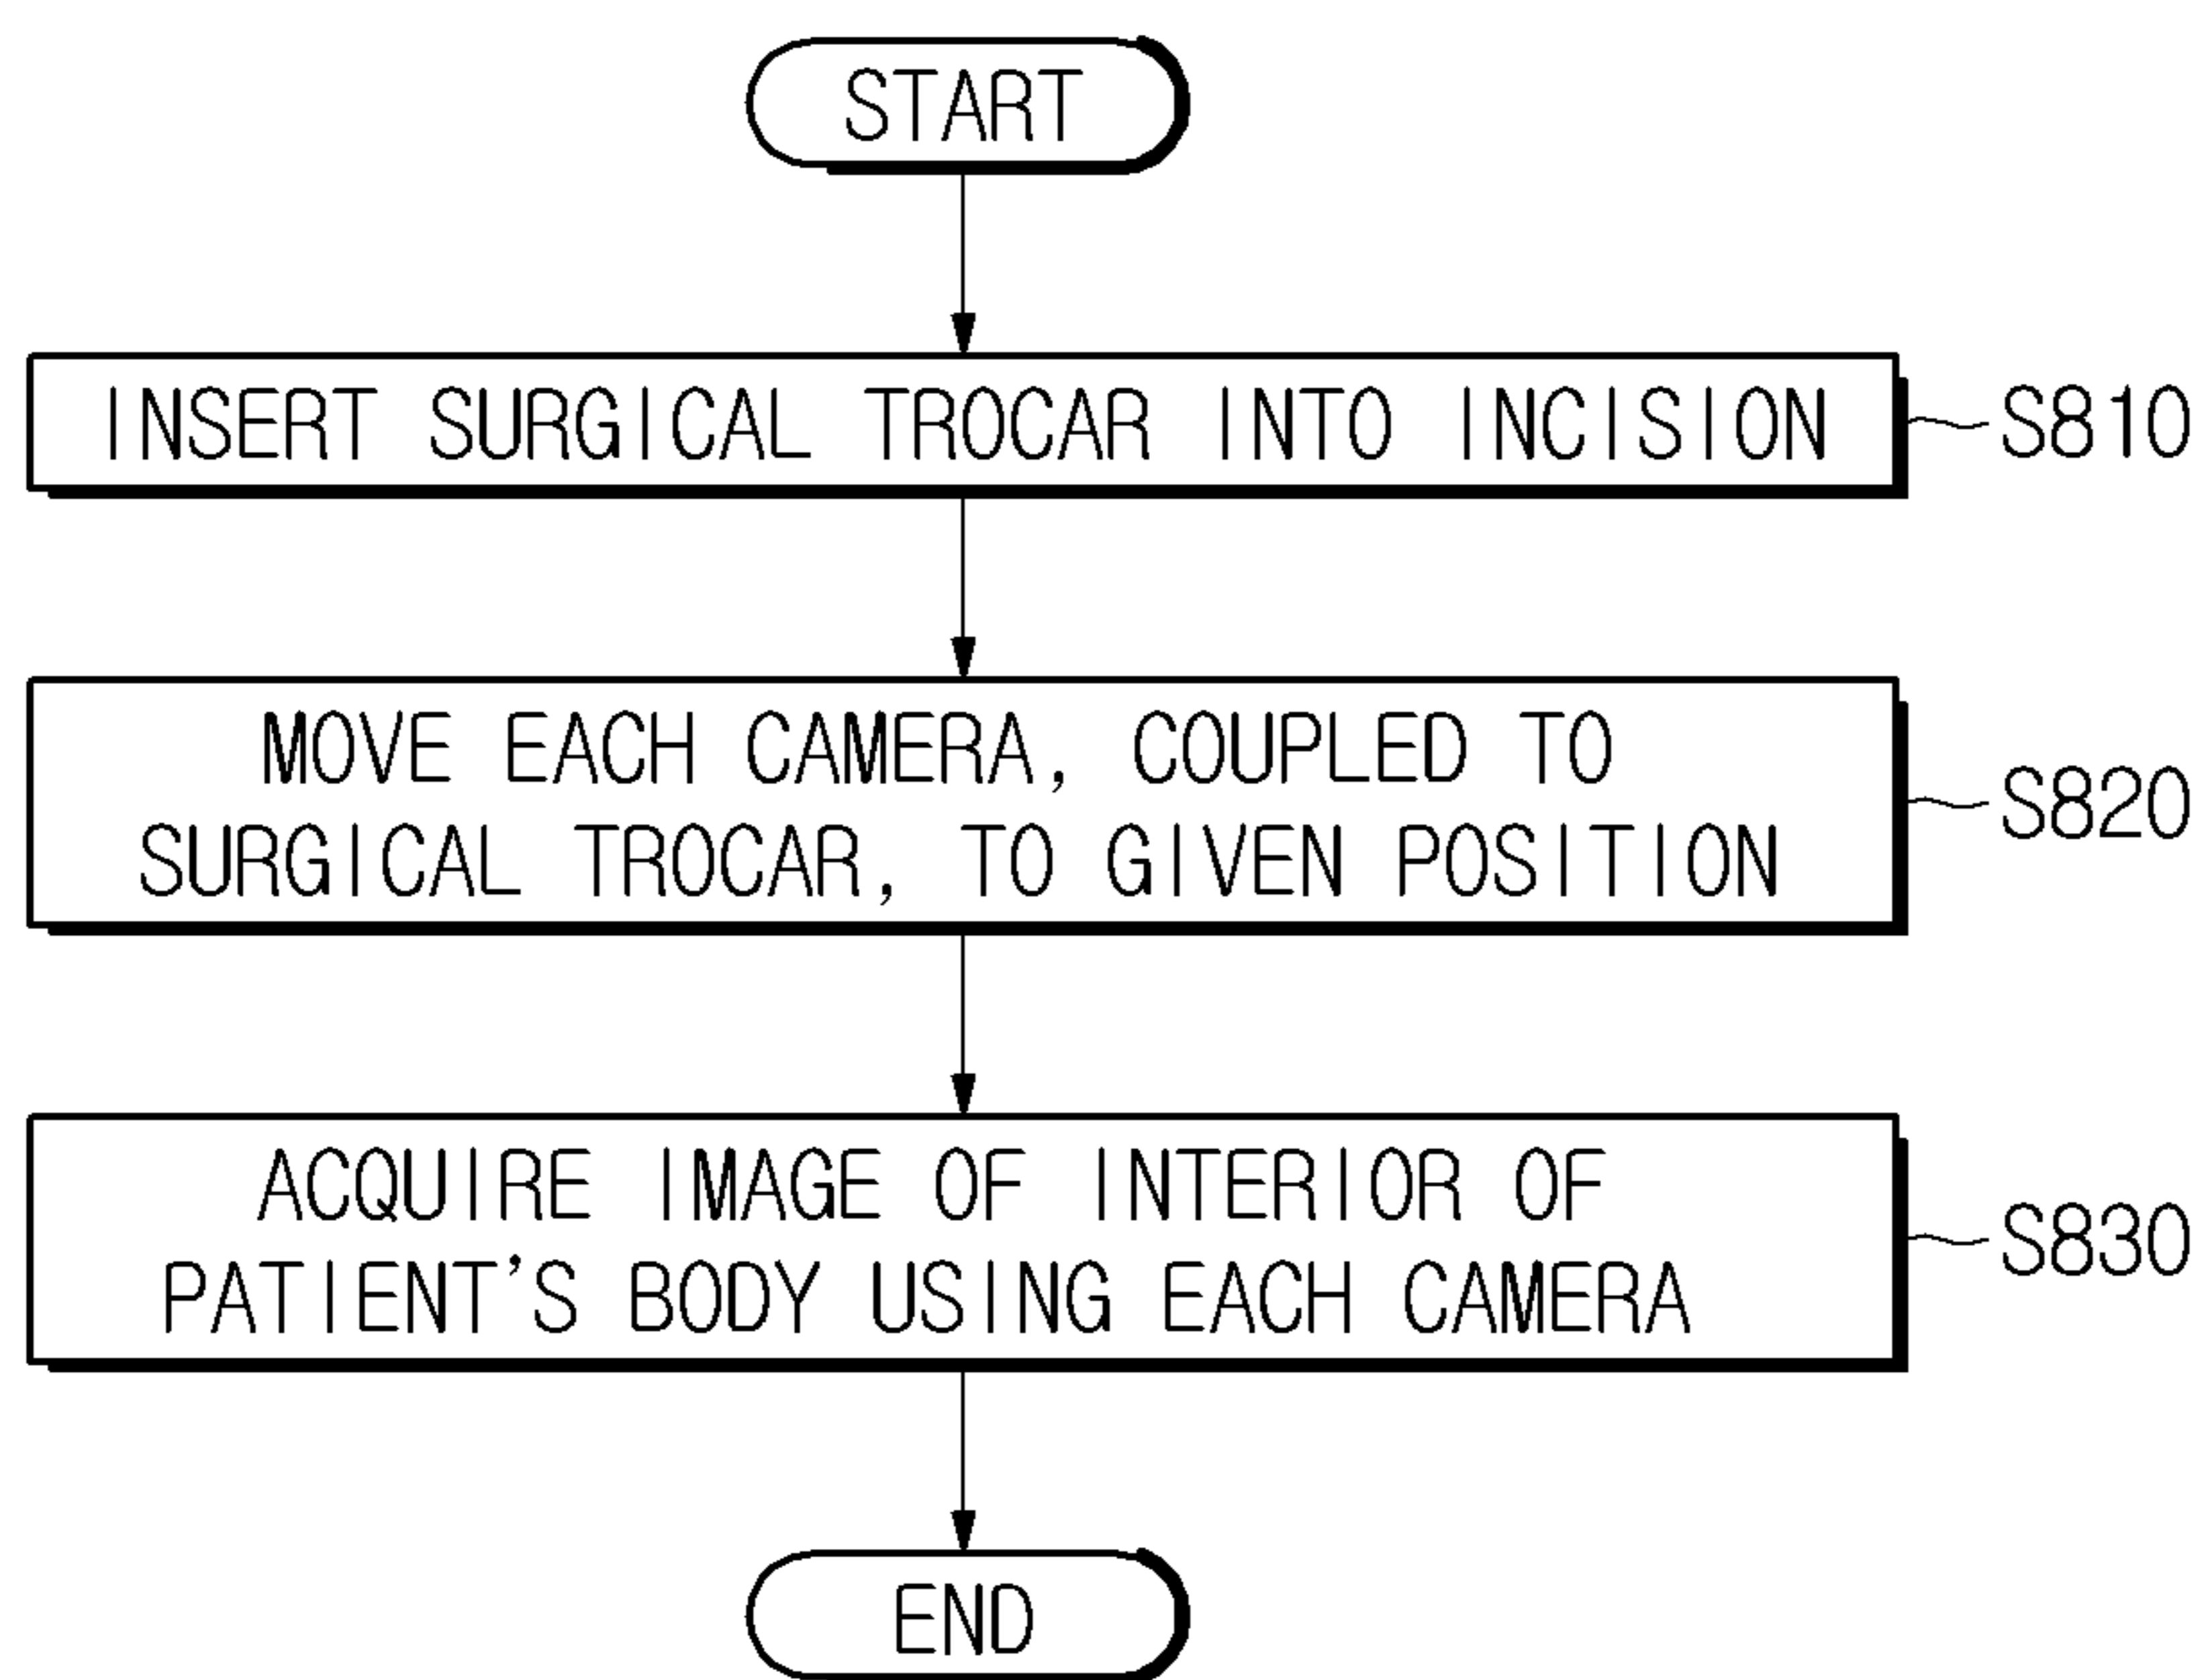 START
INSERT SURGICAL TROCAR INTO INCISION
S810
MOVE EACH CAMERA, COUPLED TO
SURGICAL TROCAR, TO GIVEN POSITION
S820
ACQUIRE IMAGE OF INTERIOR OF
PATIENT'S BODY USING EACH CAMERA
S830
END